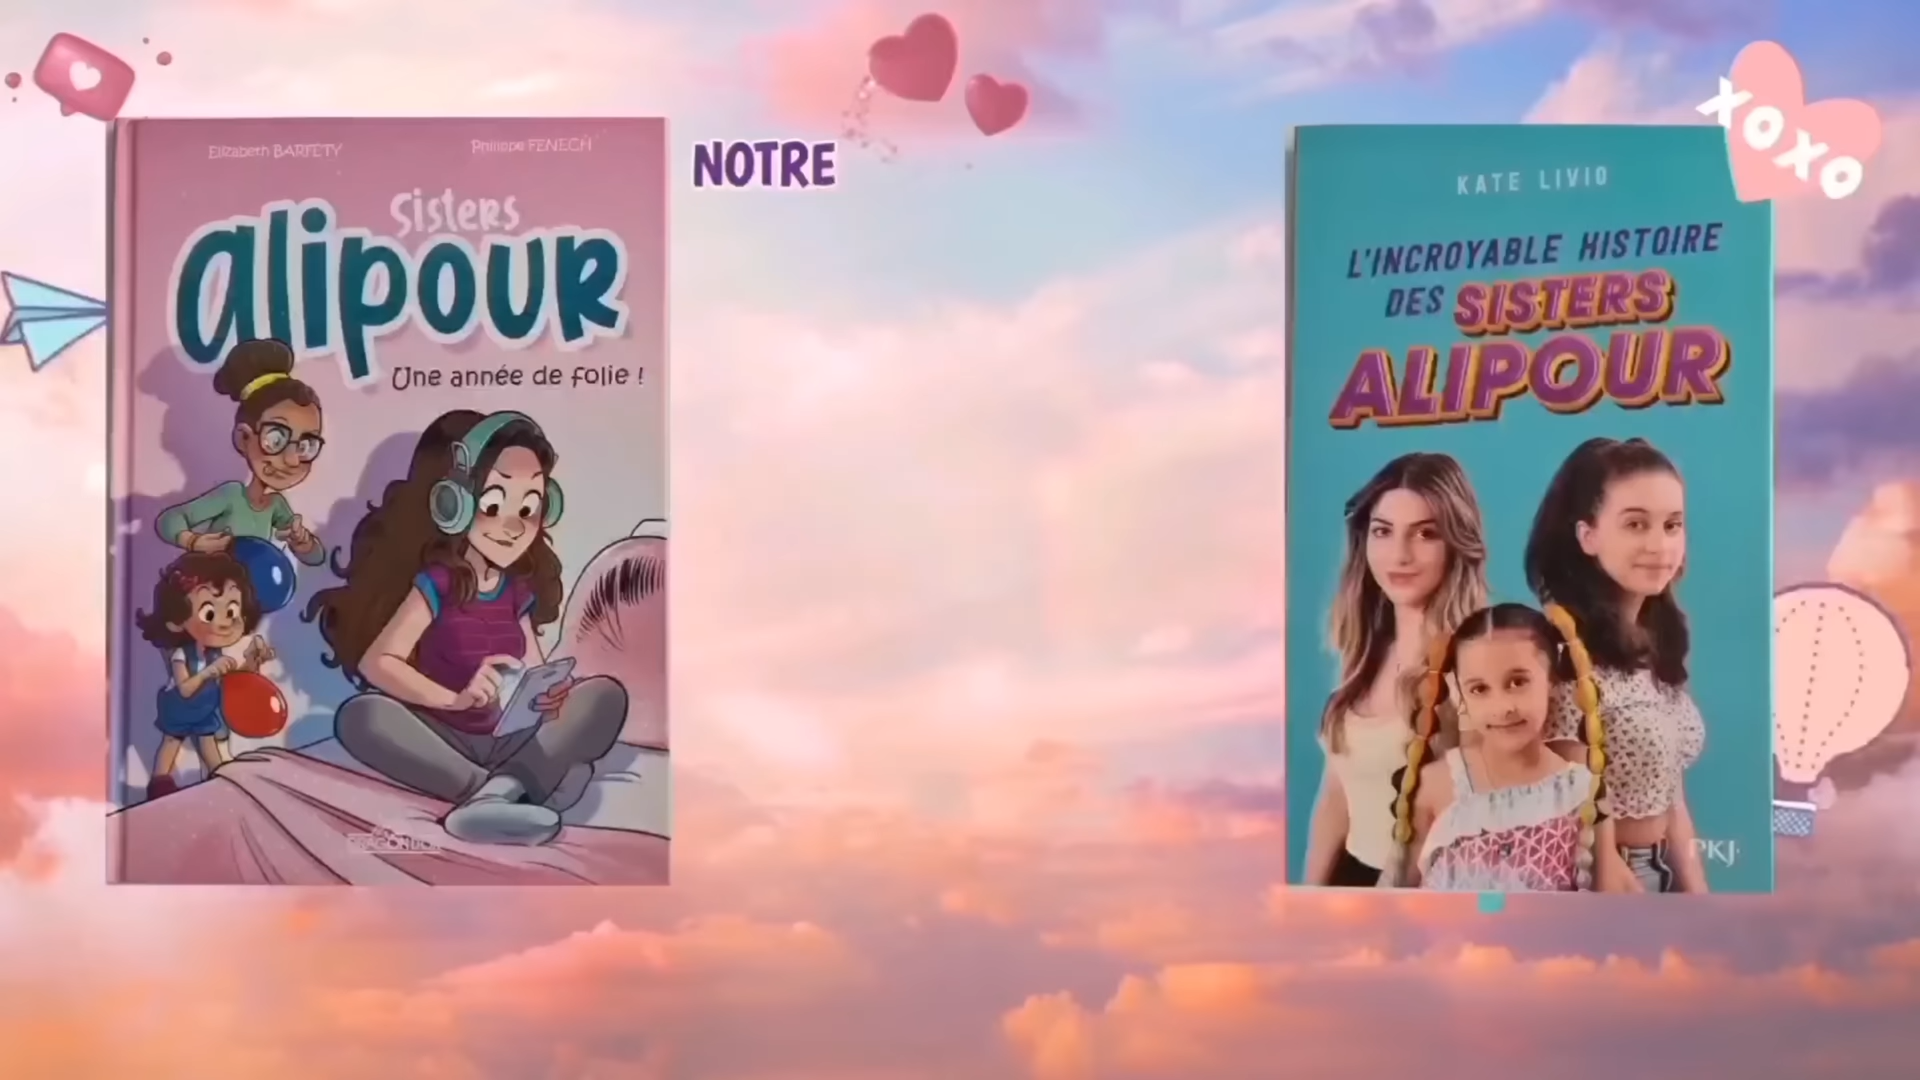 Elizabeth BARFETY
Philippe FENECH
Sisters
alipour
Une année de folie !
NOTRE
XOXO
KATE LIVIO
L'INCROYABLE HISTOIRE
DES SISTERS
ALIPOUR
PKJ.